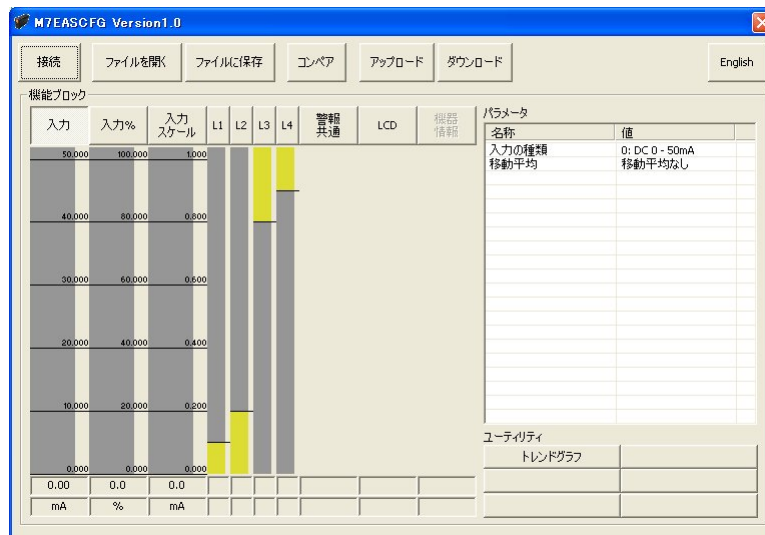 M7EASCFG Version1.0
接続 ファイルを開く ファイルに保存 コンペア アップロード ダウンロード English
機能ブロック
入力 入力% 入力スケール L1 L2 L3 L4 警報共通 LCD 機器情報
50.000 100.000 1.000
40.000 80.000 0.800
30.000 60.000 0.600
20.000 40.000 0.400
10.000 20.000 0.200
0.000 0.000 0.000
0.00 0.0 0.0
mA % mA
パラメータ
名称 値
入力の種類 0: DC 0 - 50mA
移動平均 移動平均なし
ユーティリティ
トレンドグラフ